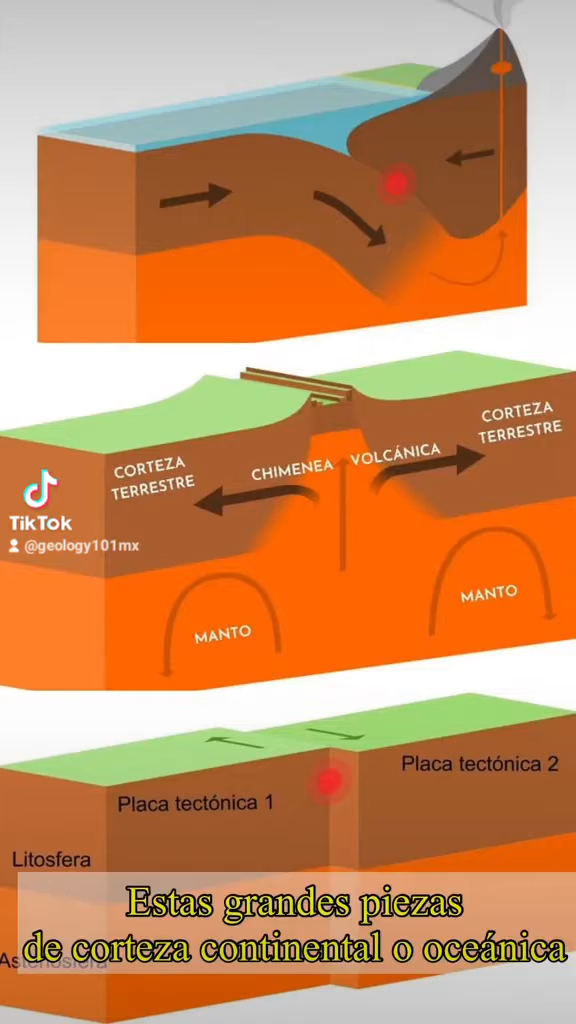 CORTEZA
TERRESTRE
CHIMENEA VOLCÁNICA
CORTEZA
TERRESTRE
TikTok
@geology101mx
MANTO
MANTO
Placa tectónica 1
Placa tectónica 2
Litosfera
Estas grandes piezas
de corteza continental o oceánica
Astenosfera